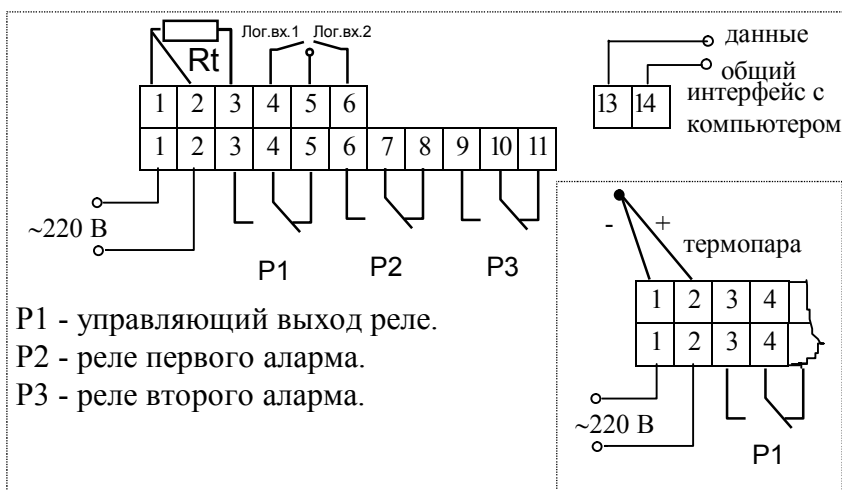 Лог.вх.1 Лог.вх.2
Rt
1 2 3 4 5 6
1 2 3 4 5 6 7 8 9 10 11
~220 В
P1 P2 P3
данные
общий
13 14 интерфейс с
компьютером
P1 - управляющий выход реле.
P2 - реле первого аларма.
P3 - реле второго аларма.
- +
термопара
1 2 3 4
1 2 3 4
~220 В
P1